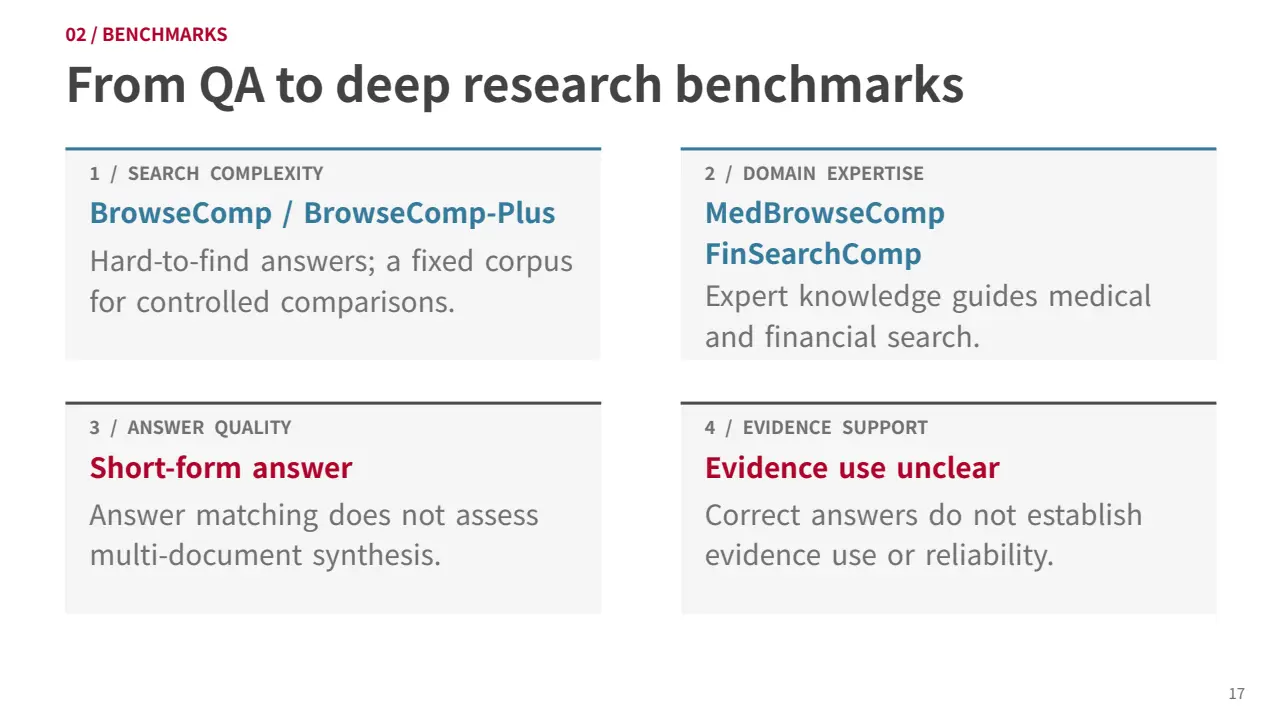 02 / BENCHMARKS
From QA to deep research benchmarks
1 / SEARCH COMPLEXITY
BrowseComp / BrowseComp-Plus
Hard-to-find answers; a fixed corpus
for controlled comparisons.
2 / DOMAIN EXPERTISE
MedBrowseComp
FinSearchComp
Expert knowledge guides medical
and financial search.
3 / ANSWER QUALITY
Short-form answer
Answer matching does not assess
multi-document synthesis.
4 / EVIDENCE SUPPORT
Evidence use unclear
Correct answers do not establish
evidence use or reliability.
17